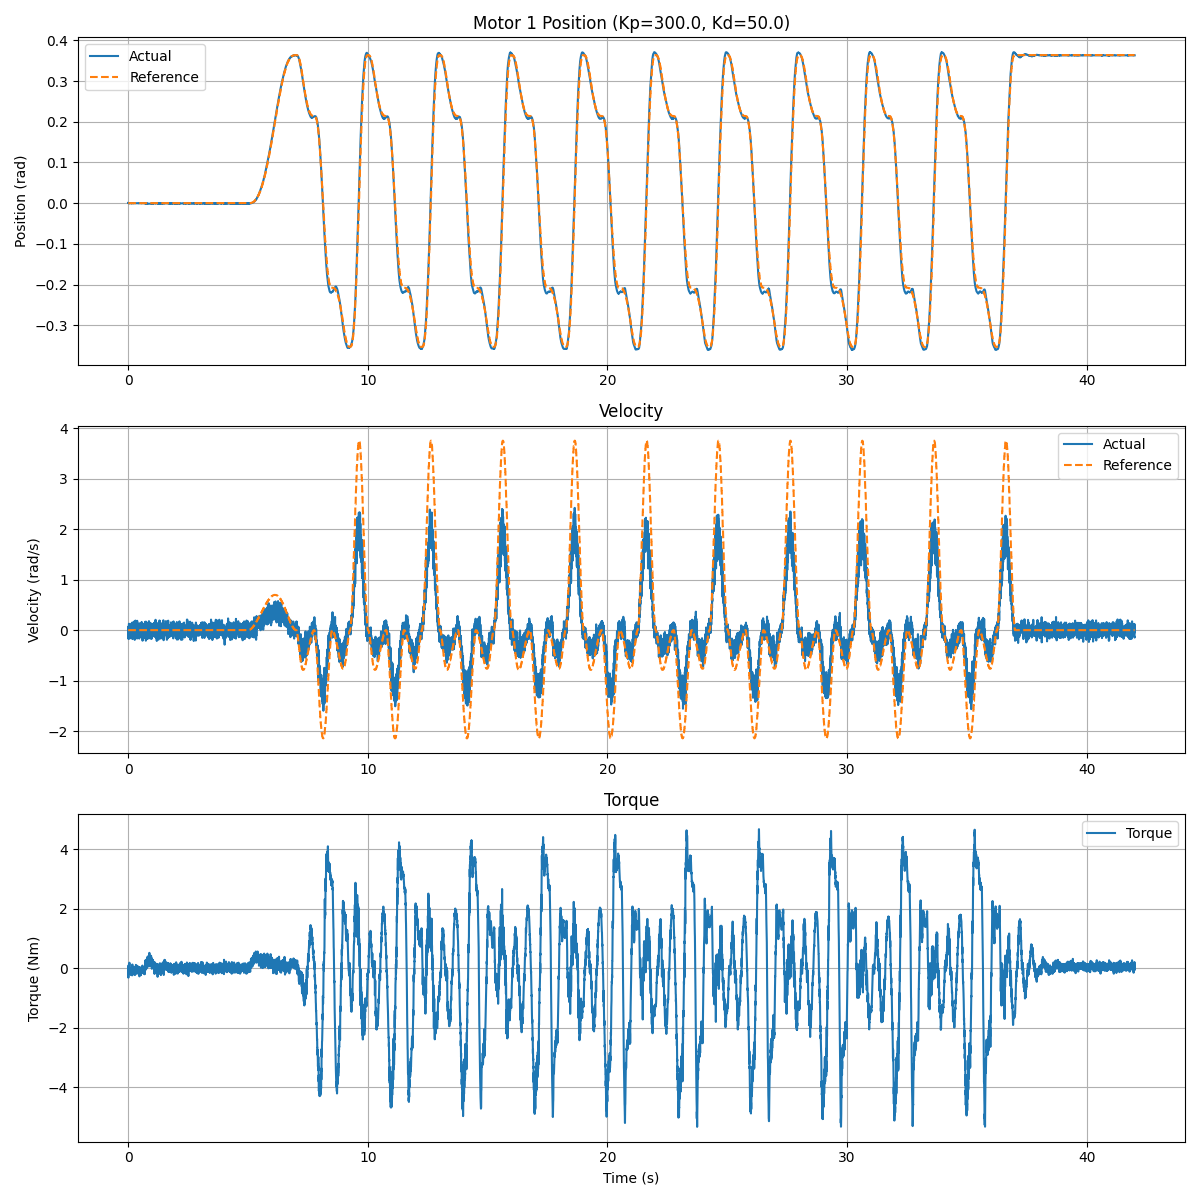 Motor 1 Position (Kp=300.0, Kd=50.0)
0.4
0.3
0.2
0.1
0.0
−0.1
−0.2
−0.3
Position (rad)
Actual
Reference
0 10 20 30 40
Velocity
4
3
2
1
0
−1
−2
Velocity (rad/s)
Actual
Reference
0 10 20 30 40
Torque
4
2
0
−2
−4
Torque (Nm)
Torque
0 10 20 30 40
Time (s)